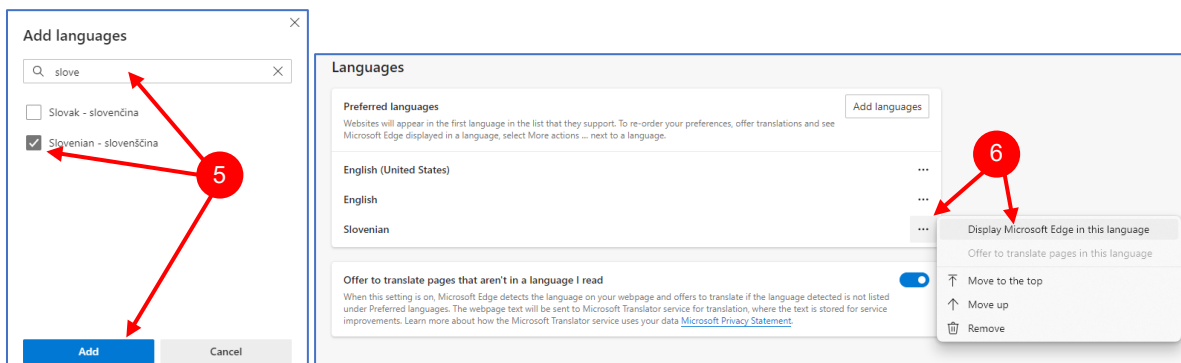 Add languages
slove
Slovak - slovenčina
Slovenian - slovenščina
5
Add
Cancel
Languages
Preferred languages
Add languages
Websites will appear in the first language in the list that they support. To re-order your preferences, offer translations and see
Microsoft Edge displayed in a language, select More actions ... next to a language.
6
English (United States)
English
Slovenian
Display Microsoft Edge in this language
Offer to translate pages in this language
Move to the top
Move up
Remove
Offer to translate pages that aren't in a language I read
When this setting is on, Microsoft Edge detects the language on your webpage and offers to translate if the language detected is not listed
under Preferred languages. The webpage text will be sent to Microsoft Translator service for translation, where the text is stored for service
improvements. Learn more about how the Microsoft Translator service uses your data Microsoft Privacy Statement.